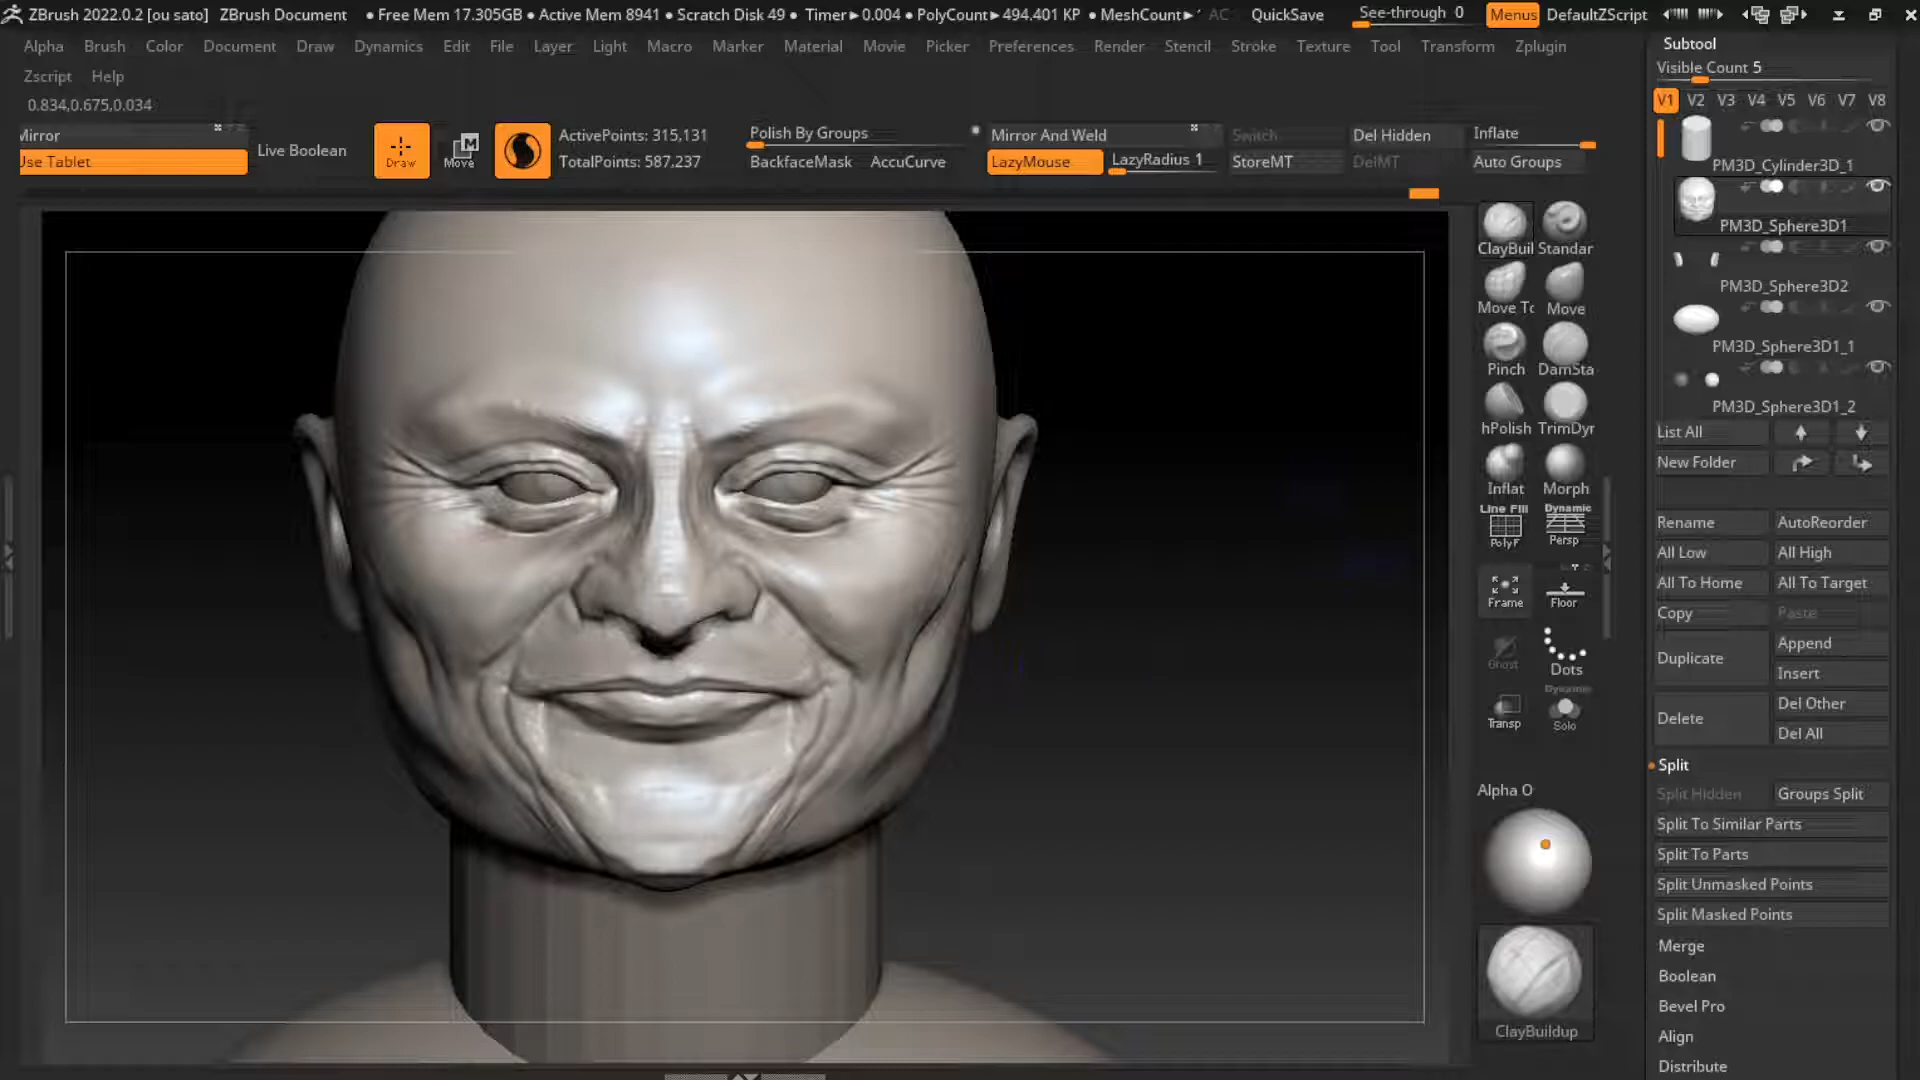 ZBrush 2022.0.2 [ou sato] ZBrush Document • Free Mem 17.305GB • Active Mem 8941 • Scratch Disk 49 • Timer▸0.004 • PolyCount▸494.401 KP • MeshCount▸ AC QuickSave See-through 0 Menus DefaultZScript
Alpha Brush Color Document Draw Dynamics Edit File Layer Light Macro Marker Material Movie Picker Preferences Render Stencil Stroke Texture Tool Transform Zplugin
Zscript Help
0.834,0.675,0.034
Mirror
Use Tablet
Live Boolean
Draw
Move
ActivePoints: 315,131
TotalPoints: 587,237
Polish By Groups
BackfaceMask AccuCurve
Mirror And Weld
LazyMouse LazyRadius 1
Switch Del Hidden
StoreMT DelMT
Inflate
Auto Groups
ClayBuil Standar
Move To Move
Pinch DamSta
hPolish TrimDyr
Inflat Morph
Line Fill Dynamic
PolyF Persp
Frame Floor
Ghost Dots
Dynamic
Transp Solo
Alpha O
ClayBuildup
Subtool
Visible Count 5
V1 V2 V3 V4 V5 V6 V7 V8
PM3D_Cylinder3D_1
PM3D_Sphere3D1
PM3D_Sphere3D2
PM3D_Sphere3D1_1
PM3D_Sphere3D1_2
List All
New Folder
Rename AutoReorder
All Low All High
All To Home All To Target
Copy Paste
Duplicate Append
Insert
Delete Del Other
Del All
Split
Split Hidden Groups Split
Split To Similar Parts
Split To Parts
Split Unmasked Points
Split Masked Points
Merge
Boolean
Bevel Pro
Align
Distribute